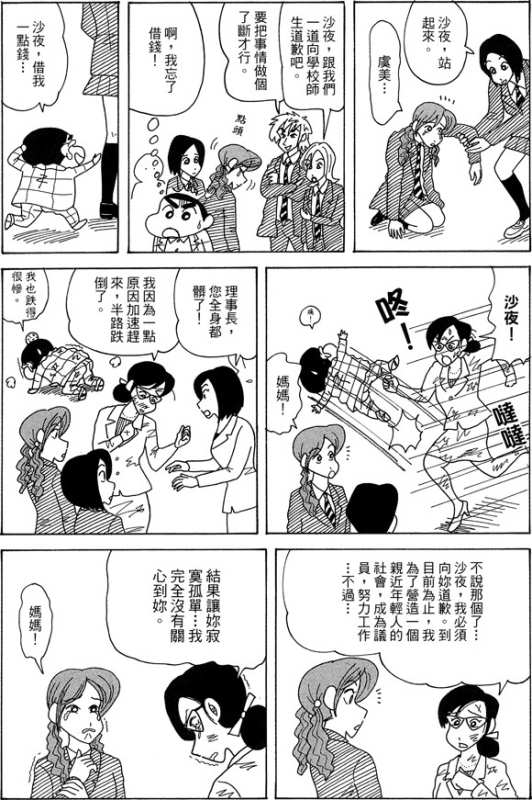 沙夜，站
起來。
虞美…
沙夜，跟我們
一道向學校師
生道歉吧。
要把事情做個
了斷才行。
點頭
啊，我忘了
借錢！
沙夜，借我
一點錢…
沙夜！
咚！
噠噠
媽媽！
理事長，
您全身都
髒了！
我因為一點
原因加速趕
來，半路跌
倒了。
我也跌得
很慘。
不說那個了…
沙夜，我必須
向妳道歉。到
目前為止，我
為了營造一個
親近年輕人的
社會，成為議
員，努力工作
…不過…
結果讓妳寂
寞孤單…我
完全沒有關
心到妳。
媽媽！